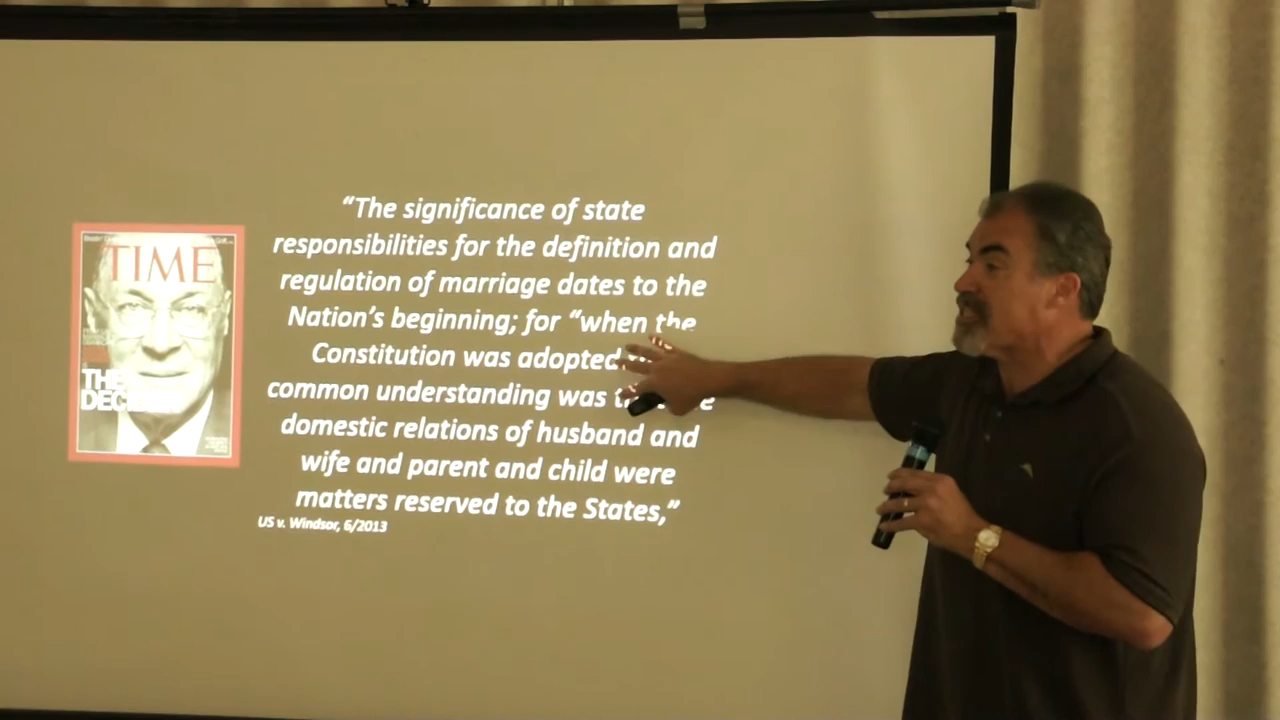 TIME
THE
“The significance of state
responsibilities for the definition and
regulation of marriage dates to the
Nation’s beginning; for “when the
Constitution was adopted
common understanding was
domestic relations of husband and
wife and parent and child were
matters reserved to the States,”
US v. Windsor, 6/2013